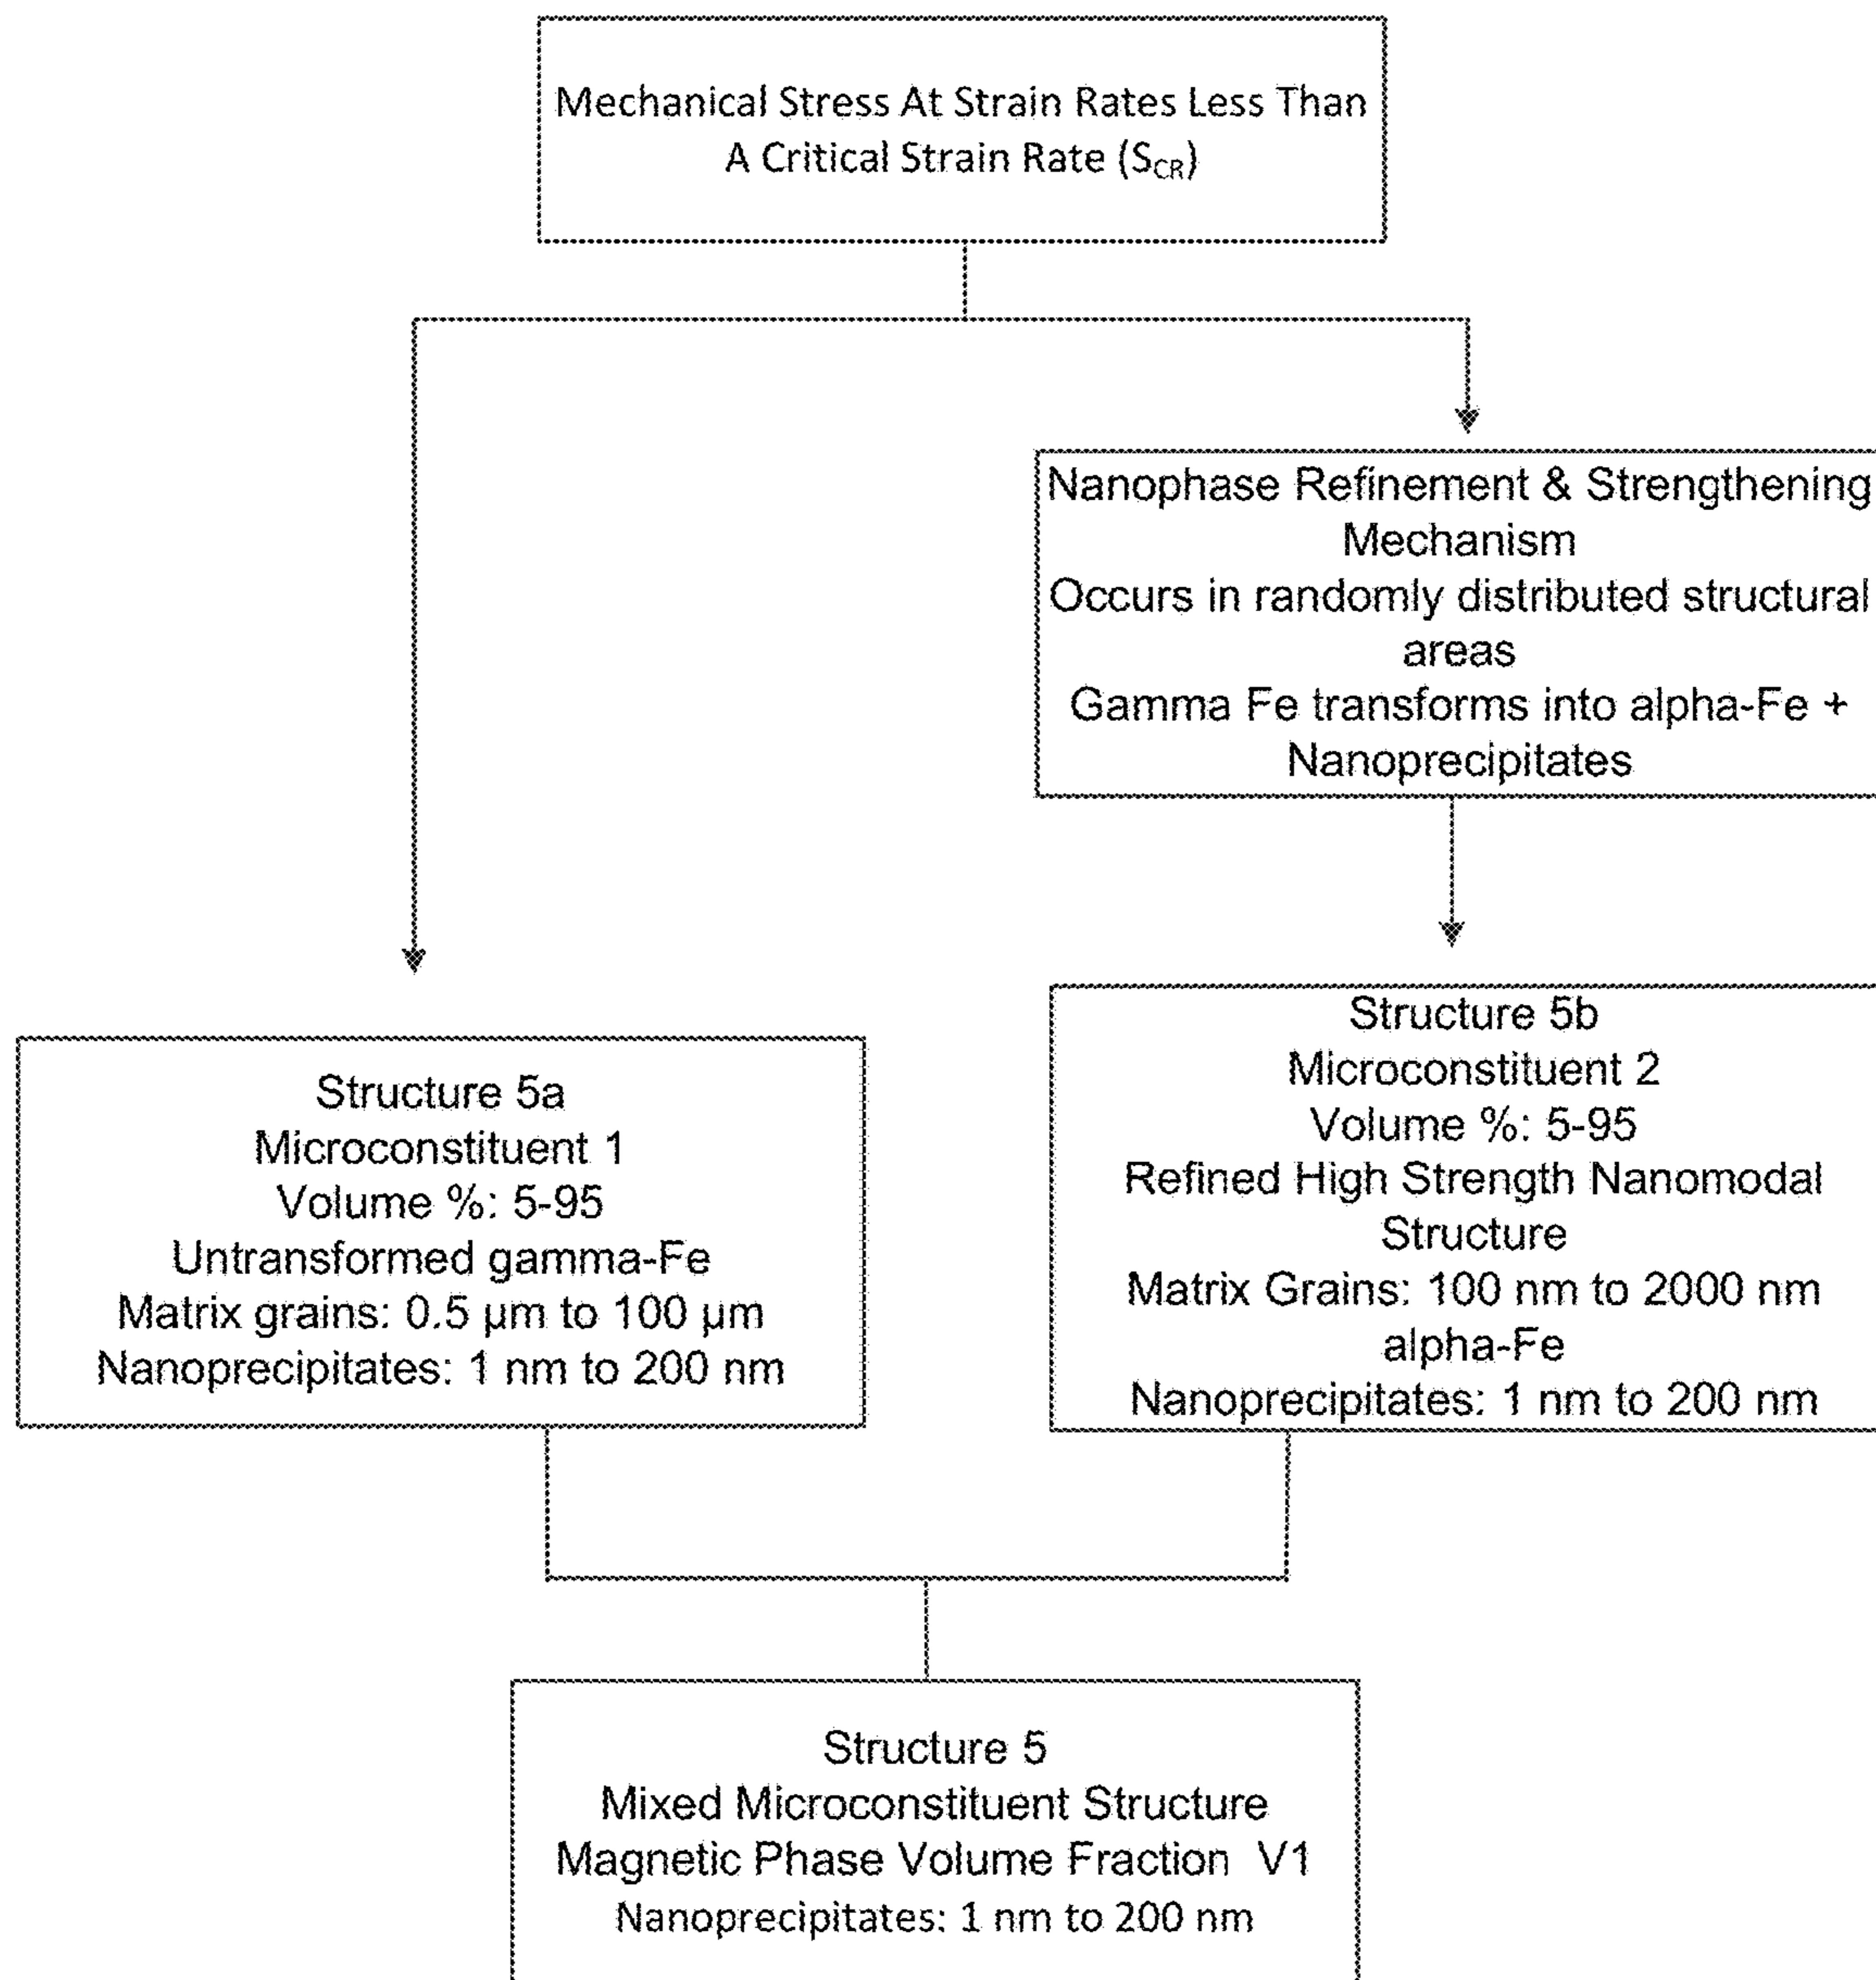 Mechanical Stress At Strain Rates Less Than
A Critical Strain Rate (SCR)
Nanophase Refinement & Strengthening
Mechanism
Occurs in randomly distributed structural
areas
Gamma Fe transforms into alpha-Fe +
Nanoprecipitates
Structure 5a
Microconstituent 1
Volume %: 5-95
Untransformed gamma-Fe
Matrix grains: 0.5 µm to 100 µm
Nanoprecipitates: 1 nm to 200 nm
Structure 5b
Microconstituent 2
Volume %: 5-95
Refined High Strength Nanomodal
Structure
Matrix Grains: 100 nm to 2000 nm
alpha-Fe
Nanoprecipitates: 1 nm to 200 nm
Structure 5
Mixed Microconstituent Structure
Magnetic Phase Volume Fraction V1
Nanoprecipitates: 1 nm to 200 nm